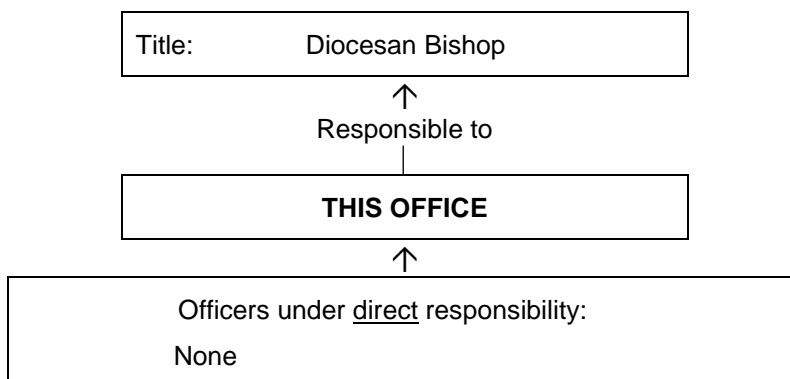 Title: Diocesan Bishop
Responsible to
THIS OFFICE
Officers under direct responsibility:
None